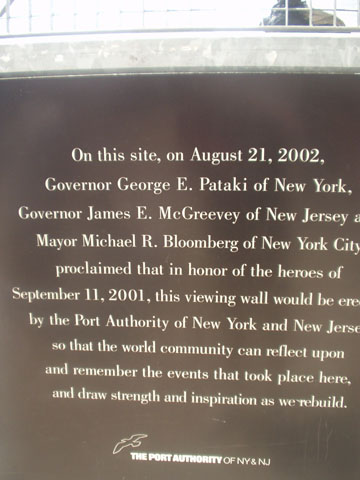 On this site, on August 21, 2002,
Governor George E. Pataki of New York,
Governor James E. McGreevey of New Jersey a
Mayor Michael R. Bloomberg of New York City
proclaimed that in honor of the heroes of
September 11, 2001, this viewing wall would be ere
by the Port Authority of New York and New Jerse
so that the world community can reflect upon
and remember the events that took place here,
and draw strength and inspiration as we rebuild.
THE PORT AUTHORITY OF NY & NJ